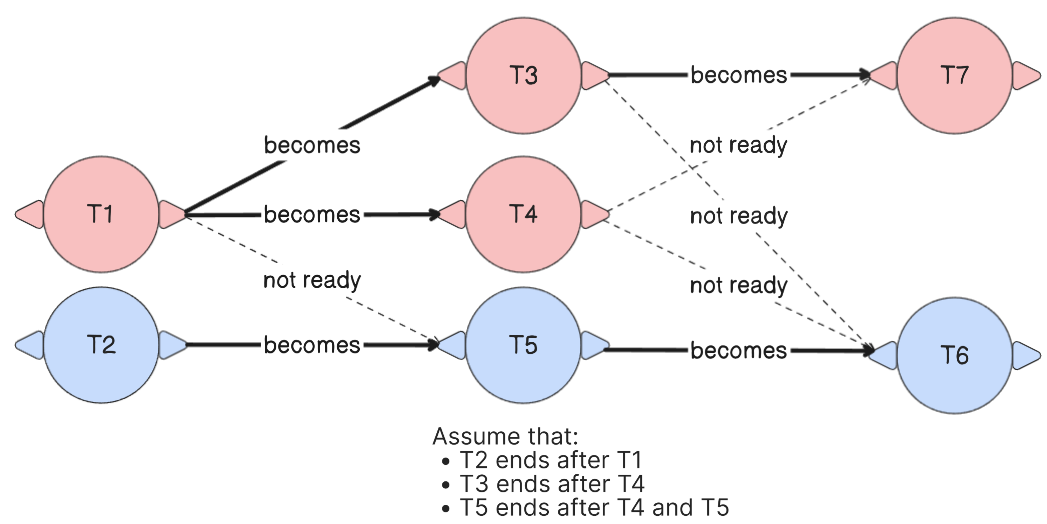 T3
becomes
T7
becomes
not ready
T1
becomes
T4
not ready
not ready
not ready
T2
becomes
T5
becomes
T6
Assume that:
• T2 ends after T1
• T3 ends after T4
• T5 ends after T4 and T5